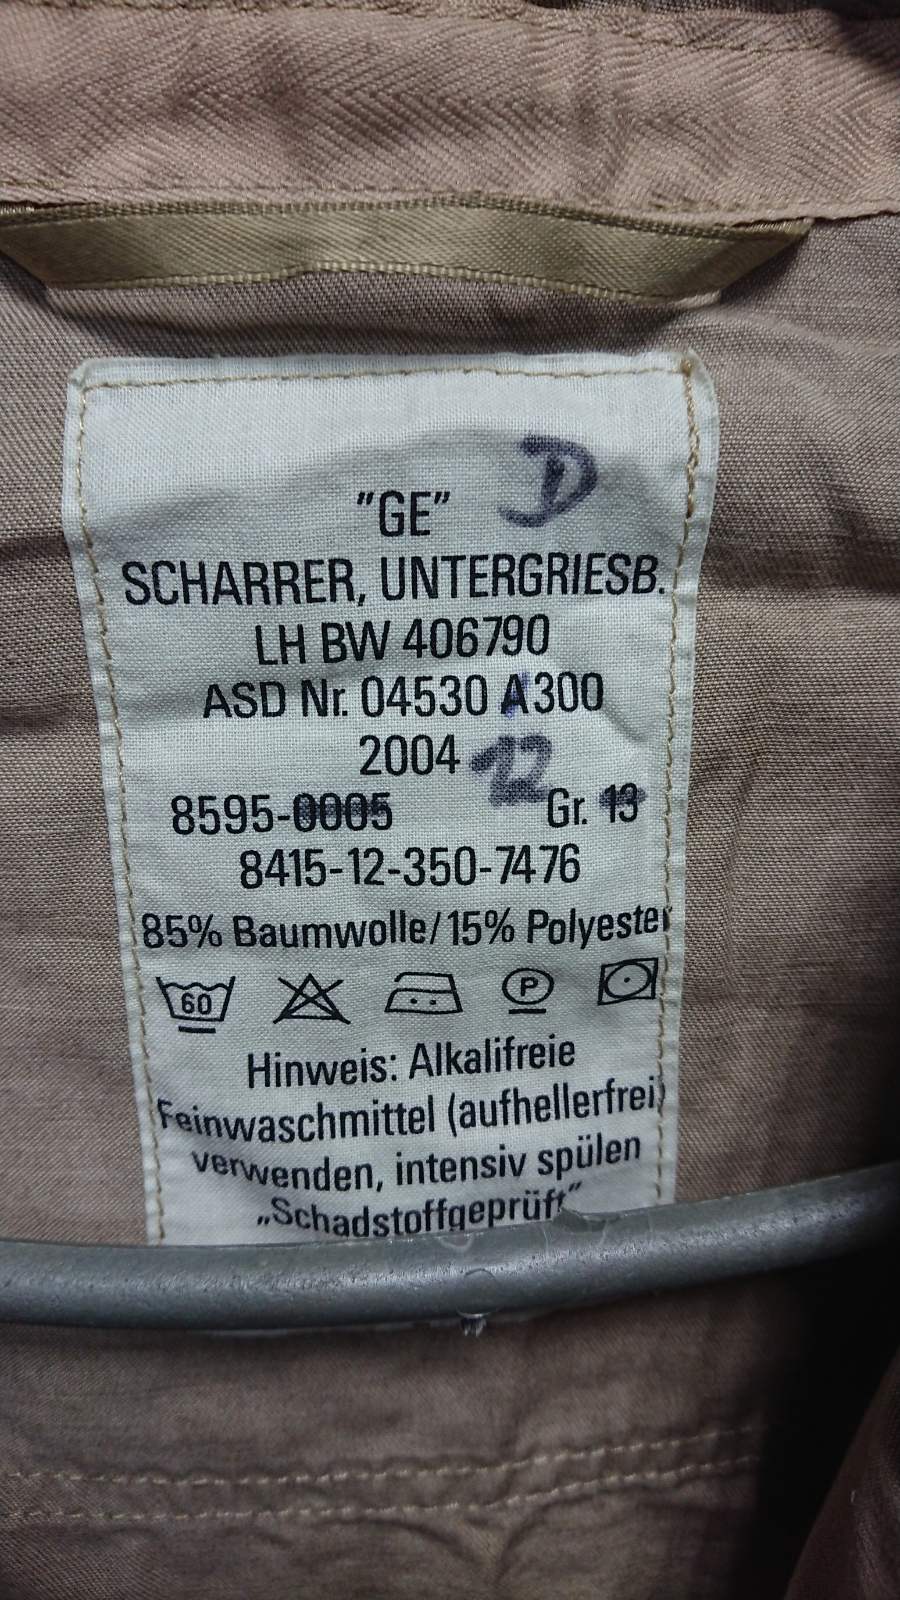 D
"GE"
SCHARRER, UNTERGRIESB.
LH BW 406790
ASD Nr. 04530 A300
2004 22
8595-0005 Gr. 13
8415-12-350-7476
85% Baumwolle/15% Polyester
60 P
Hinweis: Alkalifreie
Feinwaschmittel (aufhellerfrei)
verwenden, intensiv spülen
„Schadstoffgeprüft"